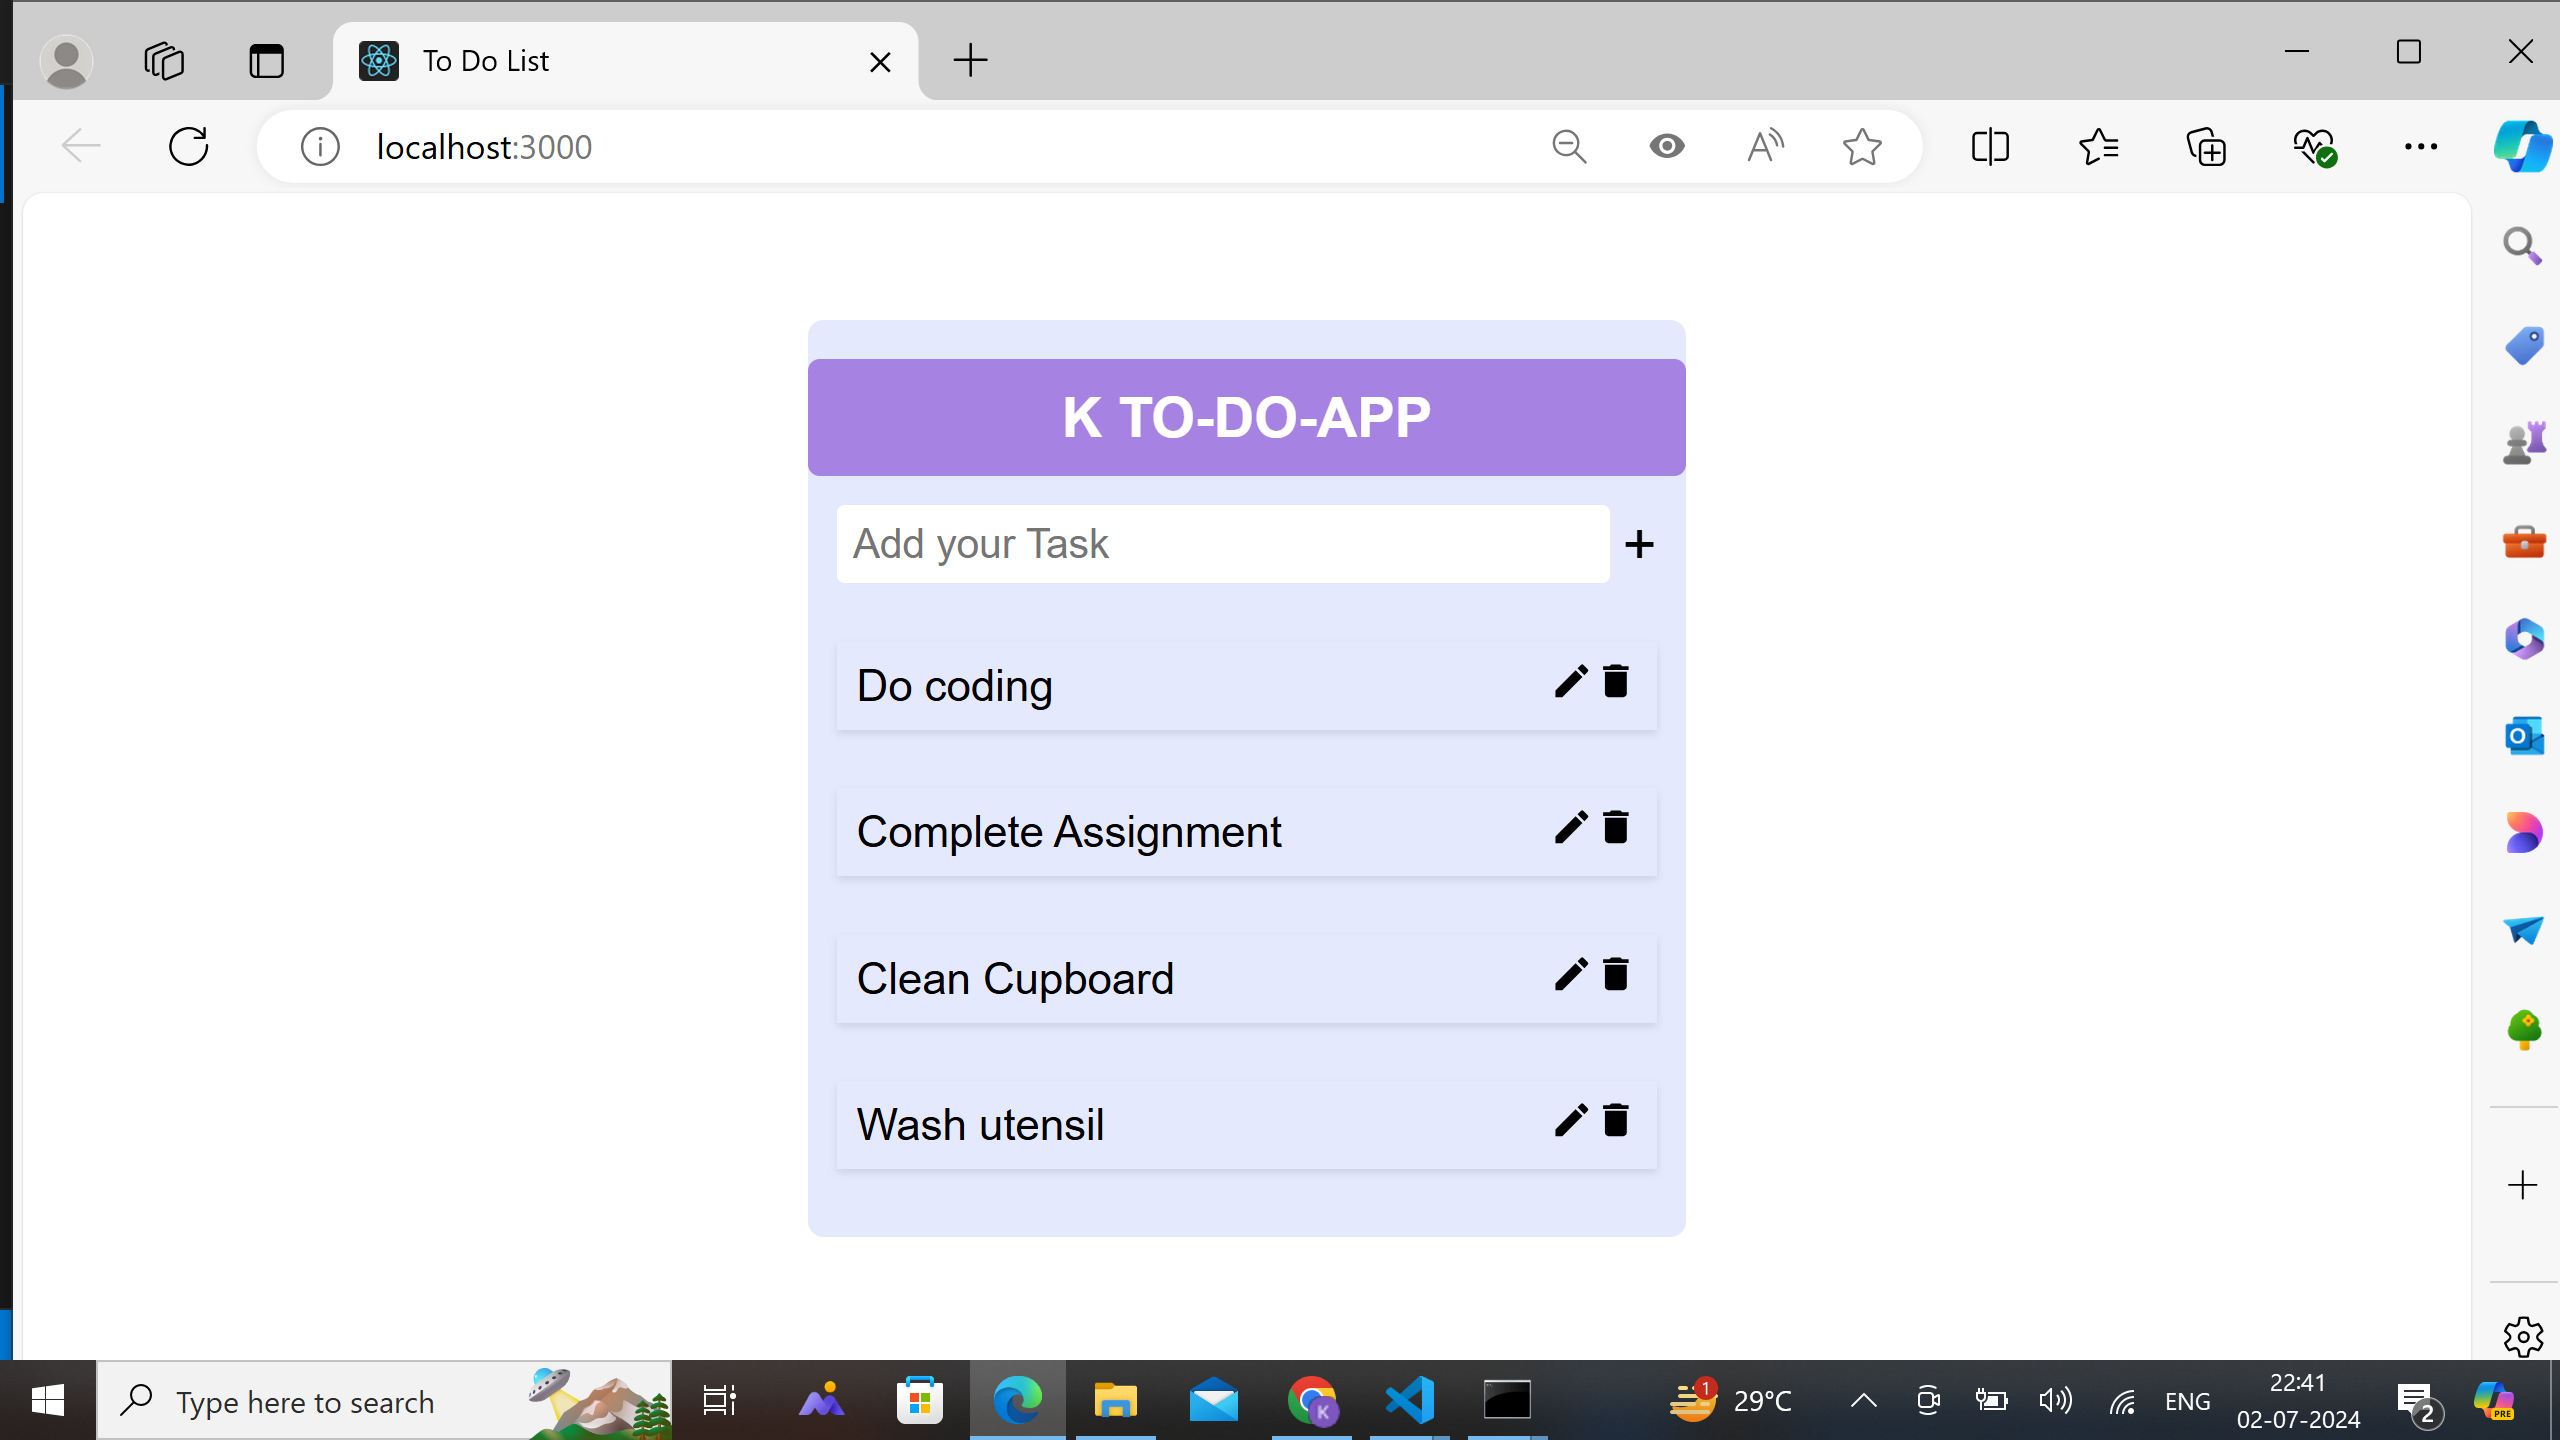 To Do List
localhost:3000
K TO-DO-APP
Add your Task
Do coding
Complete Assignment
Clean Cupboard
Wash utensil
Type here to search
K
1
29°C
ENG
22:41
02-07-2024
2
PRE